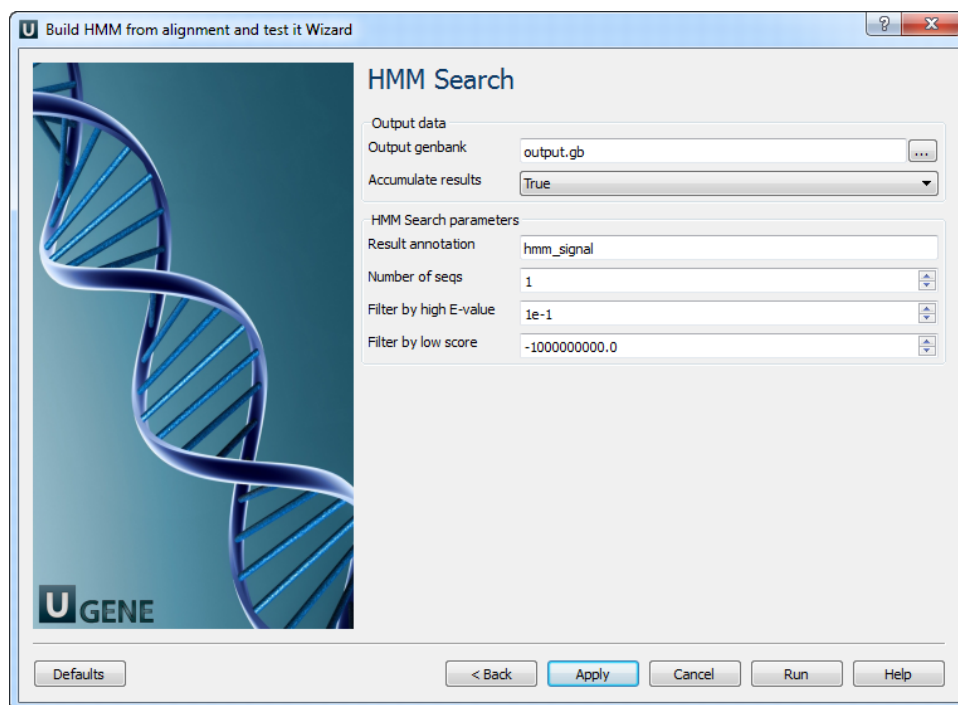 U Build HMM from alignment and test it Wizard ? X
HMM Search
Output data
Output genbank output.gb ...
Accumulate results True
HMM Search parameters
Result annotation hmm_signal
Number of seqs 1
Filter by high E-value 1e-1
Filter by low score -1000000000.0
UGENE
Defaults < Back Apply Cancel Run Help